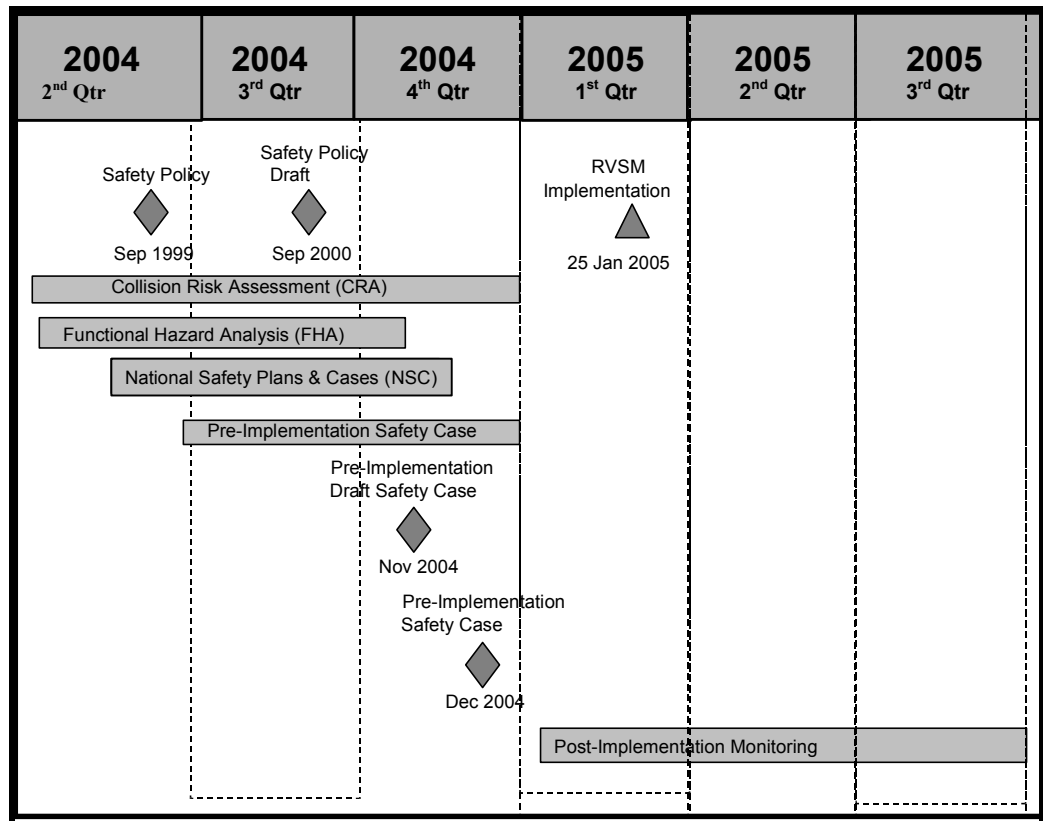 2004
2nd Qtr
2004
3rd Qtr
2004
4th Qtr
2005
1st Qtr
2005
2nd Qtr
2005
3rd Qtr
Safety Policy
Sep 1999
Safety Policy
Draft
Sep 2000
RVSM
Implementation
25 Jan 2005
Collision Risk Assessment (CRA)
Functional Hazard Analysis (FHA)
National Safety Plans & Cases (NSC)
Pre-Implementation Safety Case
Pre-Implementation
Draft Safety Case
Nov 2004
Pre-Implementation
Safety Case
Dec 2004
Post-Implementation Monitoring